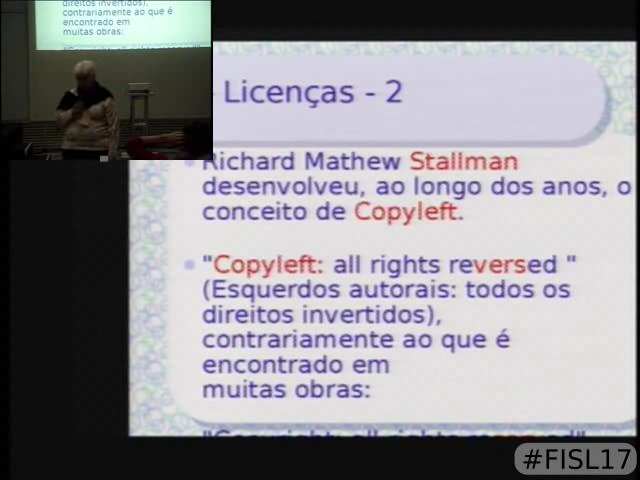 direitos invertidos),
contrariamente ao que é
encontrado em
muitas obras:
Licenças - 2
Richard Mathew Stallman
desenvolveu, ao longo dos anos, o
conceito de Copyleft.
"Copyleft: all rights reversed "
(Esquerdos autorais: todos os
direitos invertidos),
contrariamente ao que é
encontrado em
muitas obras:
#FISL17